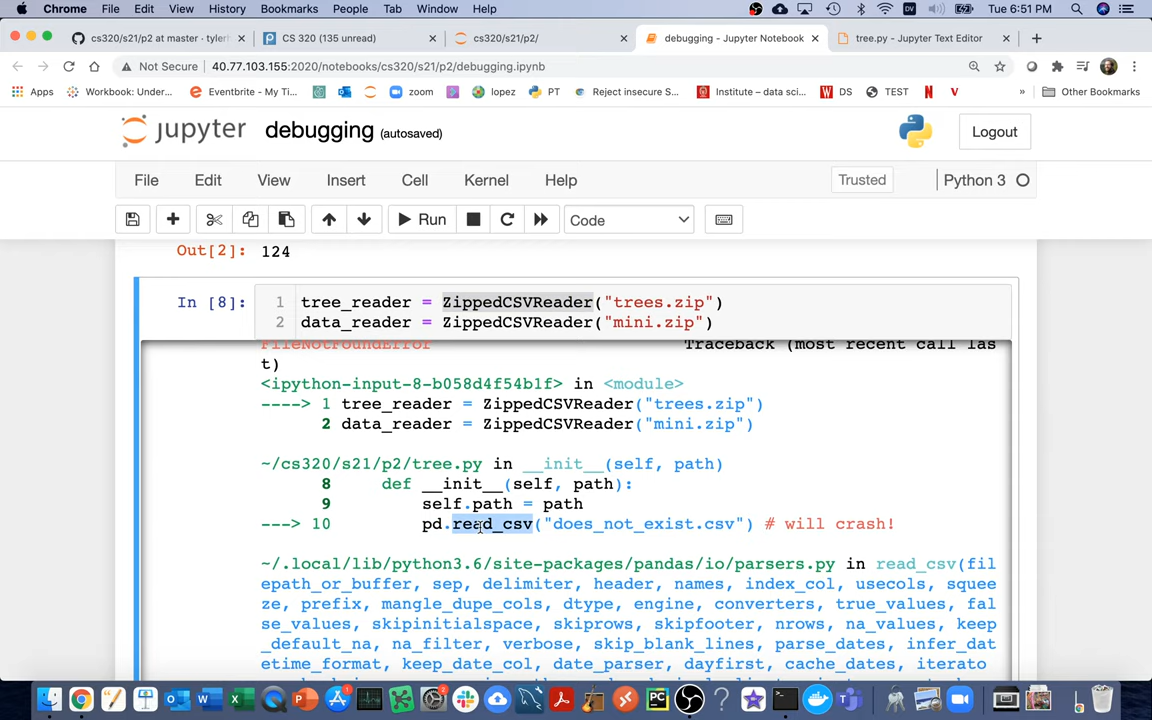 Chrome File Edit View History Bookmarks People Tab Window Help Tue 6:51 PM
cs320/s21/p2 at master · tylerh CS 320 (135 unread) cs320/s21/p2/ debugging - Jupyter Notebook tree.py - Jupyter Text Editor
Not Secure 40.77.103.155:2020/notebooks/cs320/s21/p2/debugging.ipynb
Apps Workbook: Under... Eventbrite - My Ti... zoom lopez PT Reject insecure S... Institute – data sci... DS TEST » Other Bookmarks
jupyter debugging (autosaved) Logout
File Edit View Insert Cell Kernel Help Trusted Python 3
Run Code
Out[2]: 124
In [8]: 1 tree_reader = ZippedCSVReader("trees.zip")
2 data_reader = ZippedCSVReader("mini.zip")
FileNotFoundError Traceback (most recent call las
t)
<ipython-input-8-b058d4f54b1f> in <module>
----> 1 tree_reader = ZippedCSVReader("trees.zip")
2 data_reader = ZippedCSVReader("mini.zip")
~/cs320/s21/p2/tree.py in __init__(self, path)
8 def __init__(self, path):
9 self.path = path
---> 10 pd.read_csv("does_not_exist.csv") # will crash!
~/.local/lib/python3.6/site-packages/pandas/io/parsers.py in read_csv(fil
epath_or_buffer, sep, delimiter, header, names, index_col, usecols, squee
ze, prefix, mangle_dupe_cols, dtype, engine, converters, true_values, fal
se_values, skipinitialspace, skiprows, skipfooter, nrows, na_values, keep
_default_na, na_filter, verbose, skip_blank_lines, parse_dates, infer_dat
etime_format, keep_date_col, date_parser, dayfirst, cache_dates, iterato